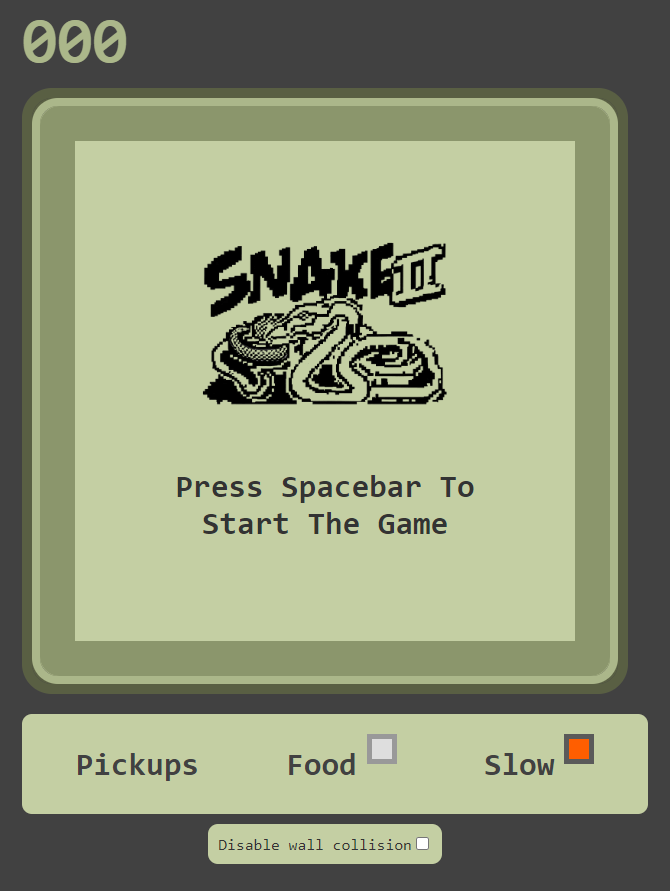 000
SNAKE II
Press Spacebar To
Start The Game
Pickups Food Slow
Disable wall collision